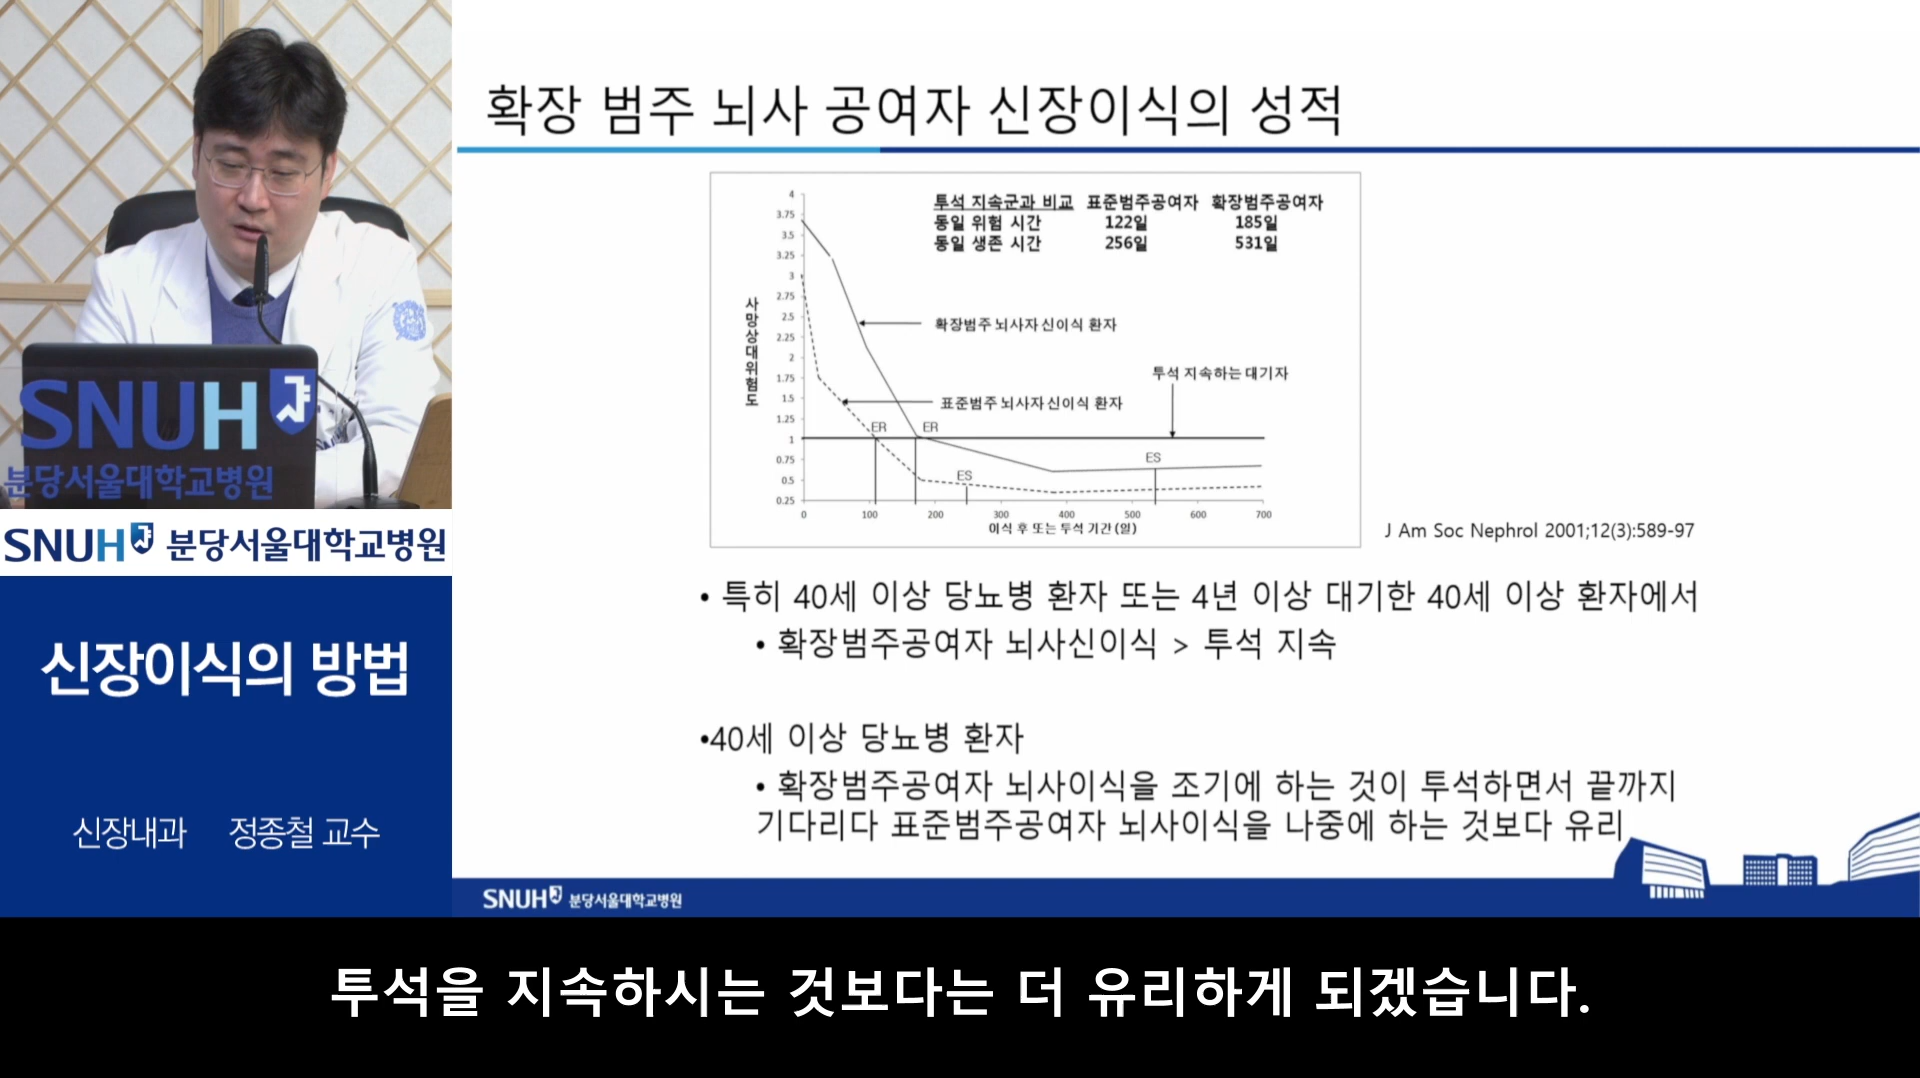 확장 범주 뇌사 공여자 신장이식의 성적
투석 지속군과 비교 표준범주공여자 확장범주공여자
동일 위험 시간 122일 185일
동일 생존 시간 256일 531일
사망상대위험도
4
3.75
3.5
3.25
3
2.75
2.5
2.25
2
1.75
1.5
1.25
1
0.75
0.5
0.25
확장범주 뇌사자 신이식 환자
투석 지속하는 대기자
표준범주 뇌사자 신이식 환자
ER ER
ES
ES
0 100 200 300 400 500 600 700
이식 후 또는 투석 기간 (일)
J Am Soc Nephrol 2001;12(3):589-97
• 특히 40세 이상 당뇨병 환자 또는 4년 이상 대기한 40세 이상 환자에서
• 확장범주공여자 뇌사신이식 > 투석 지속
•40세 이상 당뇨병 환자
• 확장범주공여자 뇌사이식을 조기에 하는 것이 투석하면서 끝까지
기다리다 표준범주공여자 뇌사이식을 나중에 하는 것보다 유리
SNUH 분당서울대학교병원
SNUH
분당서울대학교병원
SNUH 분당서울대학교병원
신장이식의 방법
신장내과 정종철 교수
투석을 지속하시는 것보다는 더 유리하게 되겠습니다.